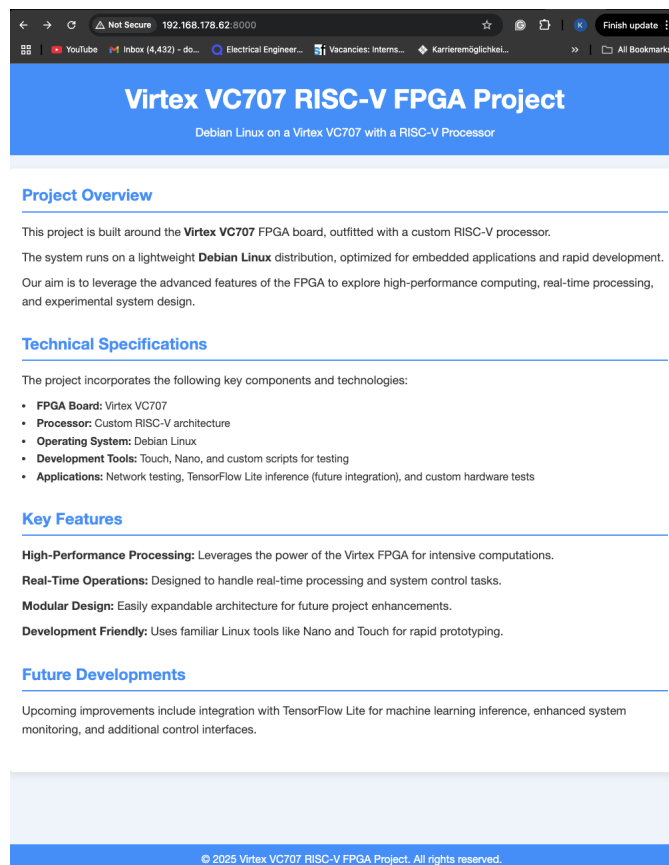 Not Secure 192.168.178.62:8000
K
Finish update
YouTube Inbox (4,432) - do... Electrical Engineer... Vacancies: Interns... Karrieremöglichkei... » All Bookmarks
Virtex VC707 RISC-V FPGA Project
Debian Linux on a Virtex VC707 with a RISC-V Processor
Project Overview
This project is built around the Virtex VC707 FPGA board, outfitted with a custom RISC-V processor.
The system runs on a lightweight Debian Linux distribution, optimized for embedded applications and rapid development.
Our aim is to leverage the advanced features of the FPGA to explore high-performance computing, real-time processing,
and experimental system design.
Technical Specifications
The project incorporates the following key components and technologies:
• FPGA Board: Virtex VC707
• Processor: Custom RISC-V architecture
• Operating System: Debian Linux
• Development Tools: Touch, Nano, and custom scripts for testing
• Applications: Network testing, TensorFlow Lite inference (future integration), and custom hardware tests
Key Features
High-Performance Processing: Leverages the power of the Virtex FPGA for intensive computations.
Real-Time Operations: Designed to handle real-time processing and system control tasks.
Modular Design: Easily expandable architecture for future project enhancements.
Development Friendly: Uses familiar Linux tools like Nano and Touch for rapid prototyping.
Future Developments
Upcoming improvements include integration with TensorFlow Lite for machine learning inference, enhanced system
monitoring, and additional control interfaces.
© 2025 Virtex VC707 RISC-V FPGA Project. All rights reserved.